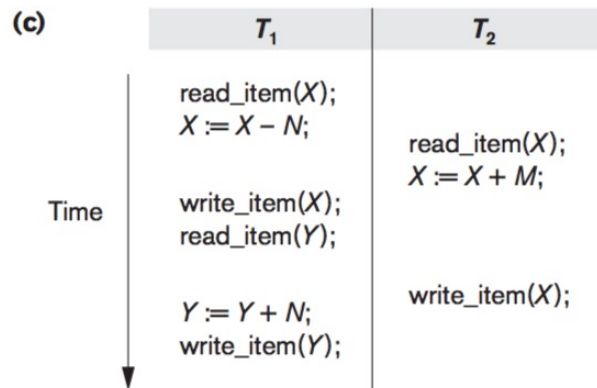 (c)
T1 T2
read_item(X);
X := X – N;
read_item(X);
X := X + M;
Time
write_item(X);
read_item(Y);
write_item(X);
Y := Y + N;
write_item(Y);